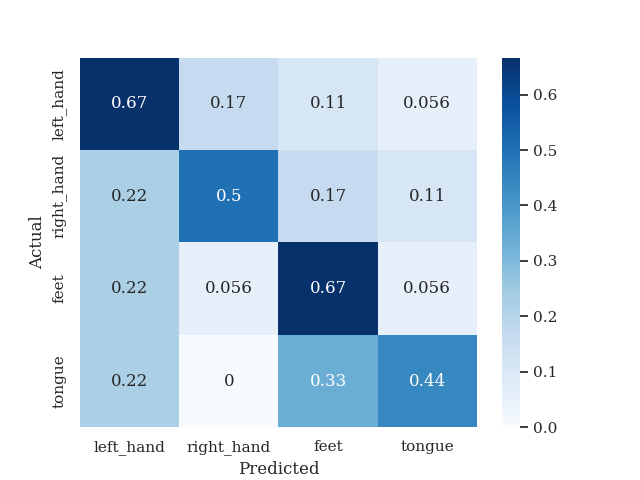 left_hand 0.67 0.17 0.11 0.056
right_hand 0.22 0.5 0.17 0.11
feet 0.22 0.056 0.67 0.056
tongue 0.22 0 0.33 0.44
Actual
left_hand right_hand feet tongue
Predicted
0.6
0.5
0.4
0.3
0.2
0.1
0.0